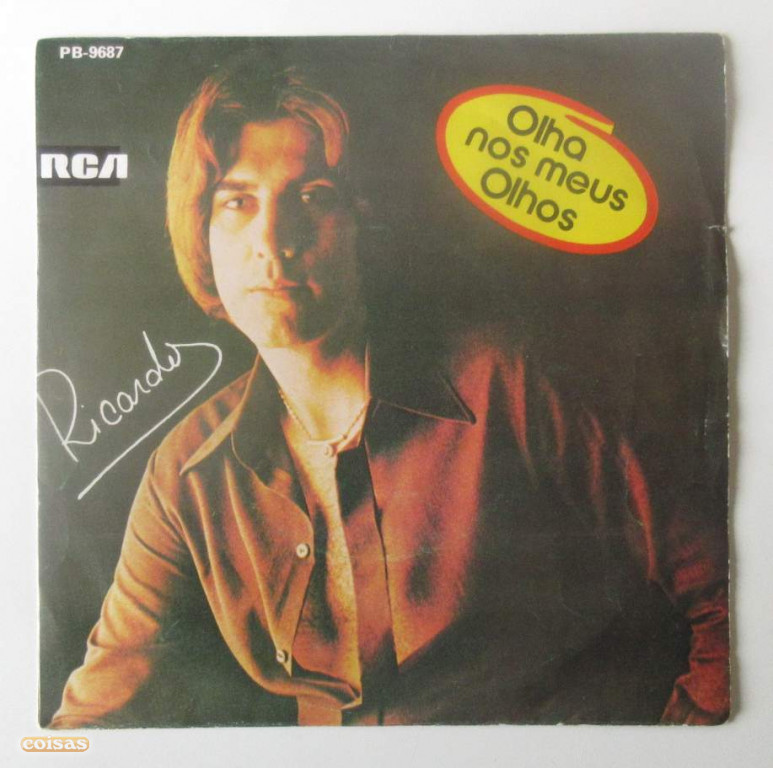 PB-9687
RCA
Olha
nos meus
Olhos
Ricardo
coisas